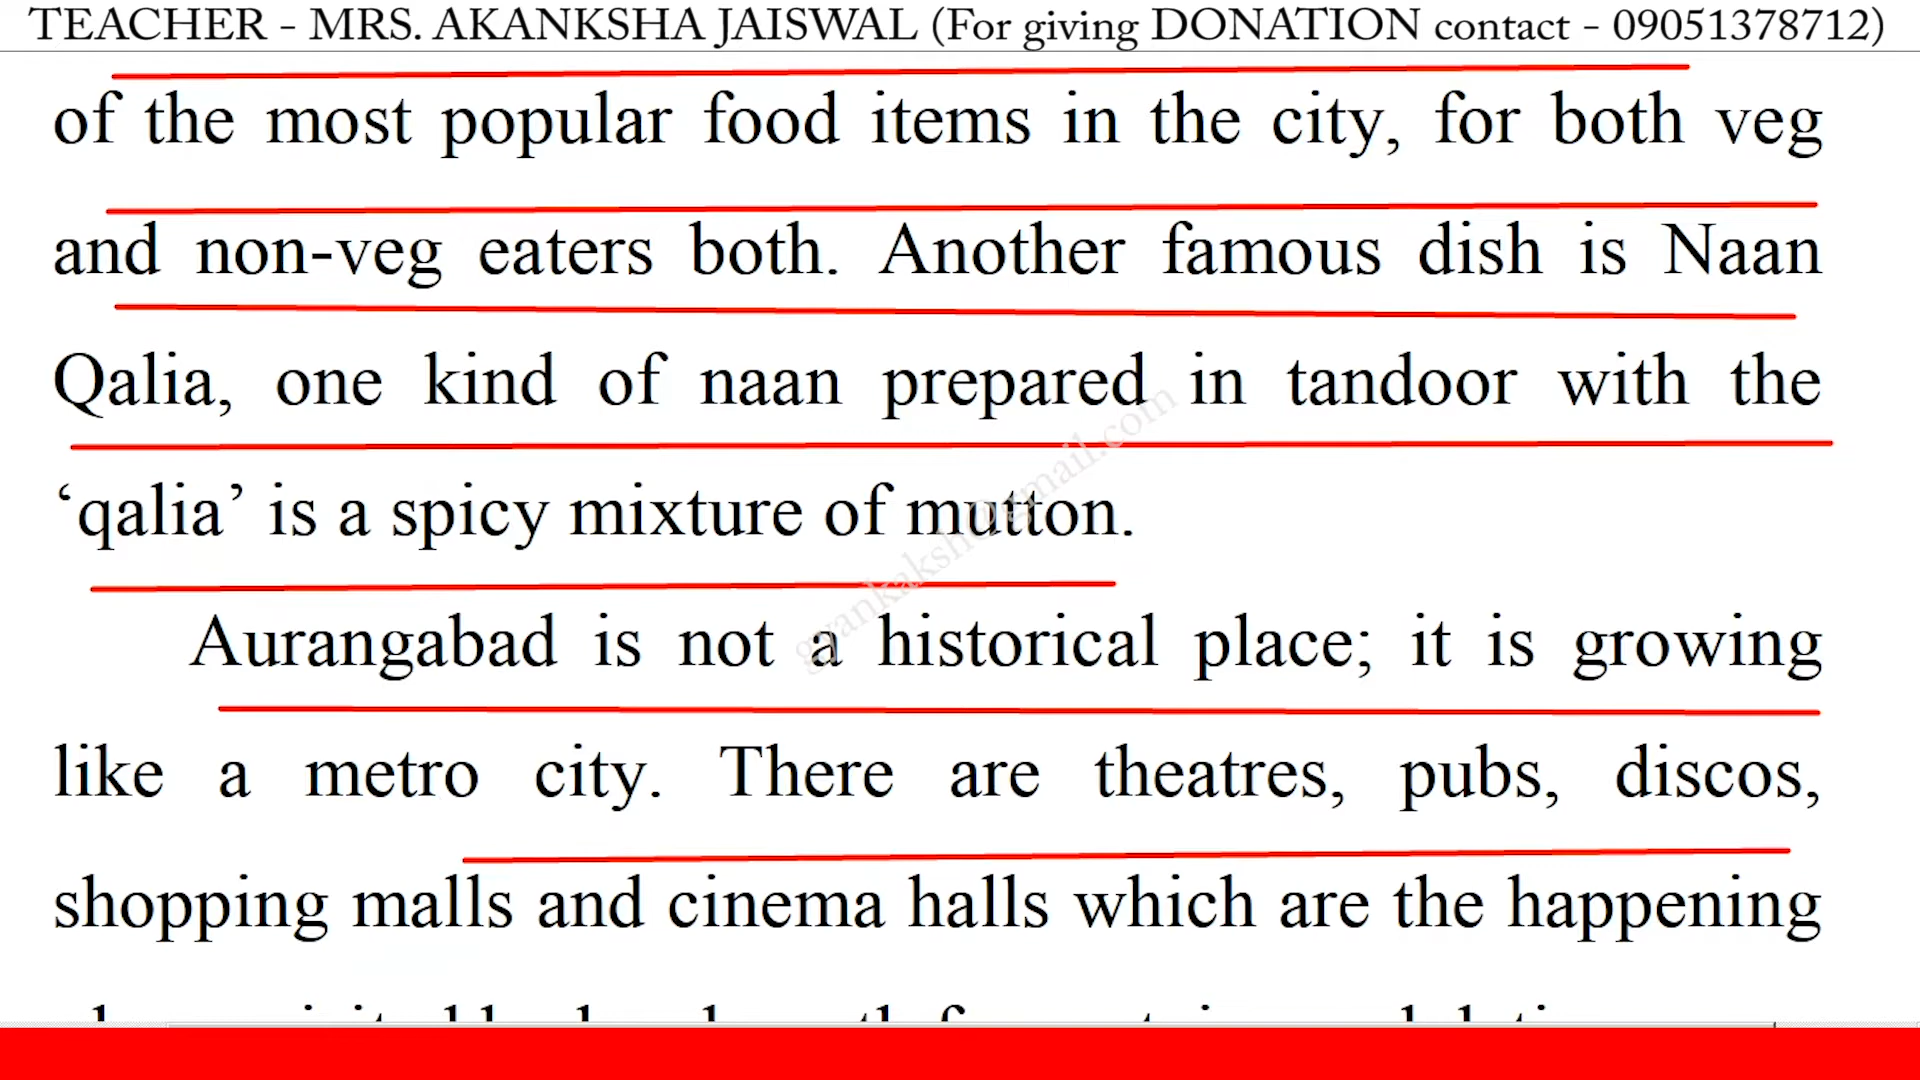 TEACHER - MRS. AKANKSHA JAISWAL (For giving DONATION contact - 09051378712)
of the most popular food items in the city, for both veg
and non-veg eaters both. Another famous dish is Naan
Qalia, one kind of naan prepared in tandoor with the
‘qalia’ is a spicy mixture of mutton.
gyankaksh@gmail.com
Aurangabad is not a historical place; it is growing
like a metro city. There are theatres, pubs, discos,
shopping malls and cinema halls which are the happening